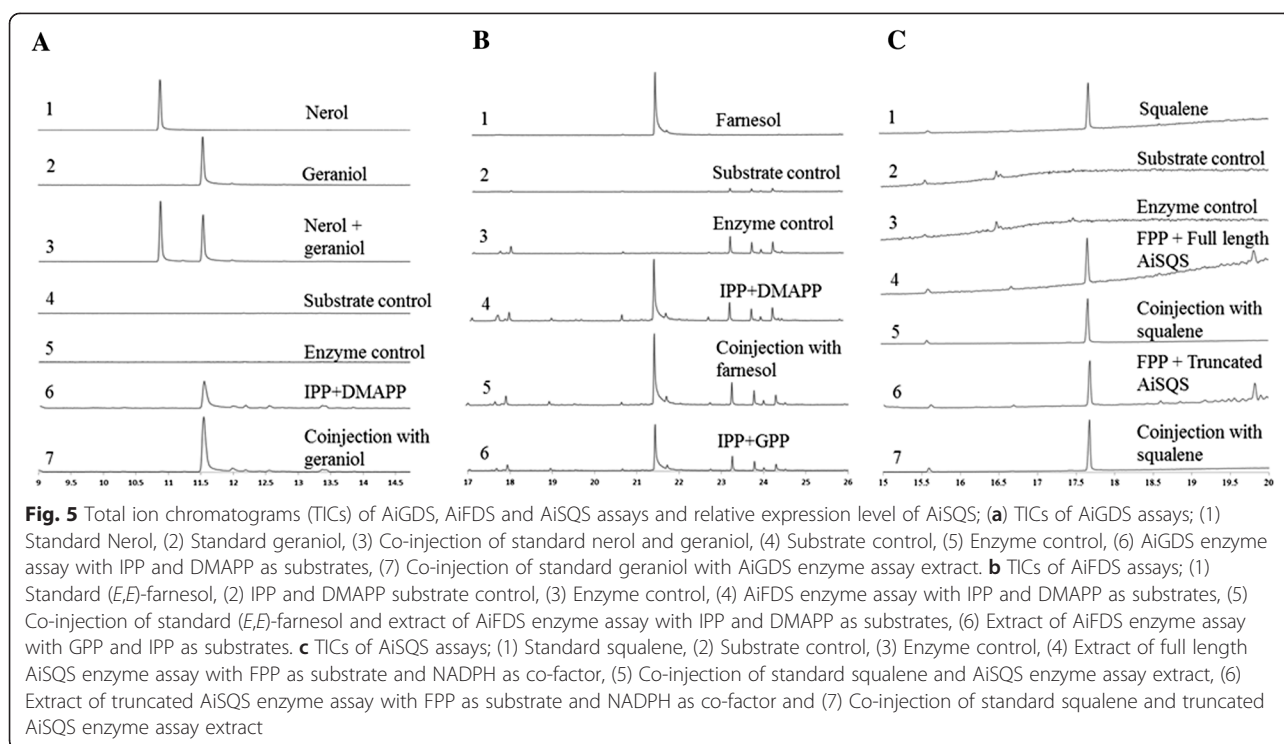 A
1 Nerol
2 Geraniol
3 Nerol + geraniol
4 Substrate control
5 Enzyme control
6 IPP+DMAPP
7 Coinjection with geraniol
9 9.5 10 10.5 11 11.5 12 12.5 13 13.5 14 14.5
B
1 Farnesol
2 Substrate control
3 Enzyme control
4 IPP+DMAPP
5 Coinjection with farnesol
6 IPP+GPP
17 18 19 20 21 22 23 24 25 26
C
1 Squalene
2 Substrate control
3 Enzyme control
4 FPP + Full length AiSQS
5 Coinjection with squalene
6 FPP + Truncated AiSQS
7 Coinjection with squalene
15 15.5 16 16.5 17 17.5 18 18.5 19 19.5 20
Fig. 5 Total ion chromatograms (TICs) of AiGDS, AiFDS and AiSQS assays and relative expression level of AiSQS; (a) TICs of AiGDS assays; (1)
Standard Nerol, (2) Standard geraniol, (3) Co-injection of standard nerol and geraniol, (4) Substrate control, (5) Enzyme control, (6) AiGDS enzyme
assay with IPP and DMAPP as substrates, (7) Co-injection of standard geraniol with AiGDS enzyme assay extract. b TICs of AiFDS assays; (1)
Standard (E,E)-farnesol, (2) IPP and DMAPP substrate control, (3) Enzyme control, (4) AiFDS enzyme assay with IPP and DMAPP as substrates, (5)
Co-injection of standard (E,E)-farnesol and extract of AiFDS enzyme assay with IPP and DMAPP as substrates, (6) Extract of AiFDS enzyme assay
with GPP and IPP as substrates. c TICs of AiSQS assays; (1) Standard squalene, (2) Substrate control, (3) Enzyme control, (4) Extract of full length
AiSQS enzyme assay with FPP as substrate and NADPH as co-factor, (5) Co-injection of standard squalene and AiSQS enzyme assay extract, (6)
Extract of truncated AiSQS enzyme assay with FPP as substrate and NADPH as co-factor and (7) Co-injection of standard squalene and truncated
AiSQS enzyme assay extract